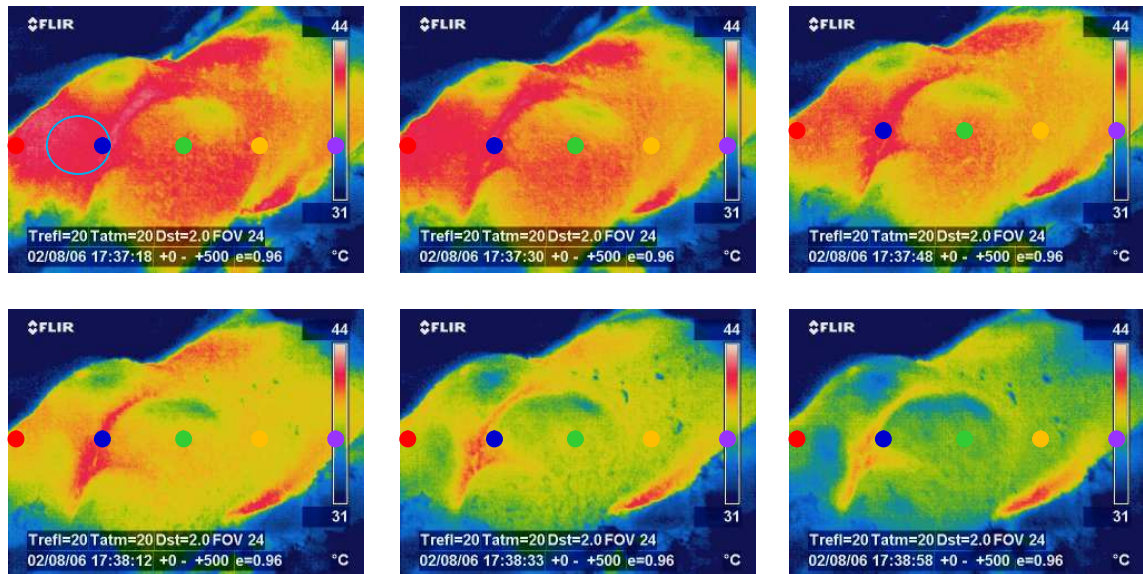 FLIR 44
31
Trefl=20 Tatm=20 Dst=2.0 FOV 24
02/08/06 17:37:18 +0 - +500 e=0.96 °C
FLIR 44
31
Trefl=20 Tatm=20 Dst=2.0 FOV 24
02/08/06 17:37:30 +0 - +500 e=0.96 °C
FLIR 44
31
Trefl=20 Tatm=20 Dst=2.0 FOV 24
02/08/06 17:37:48 +0 - +500 e=0.96 °C
FLIR 44
31
Trefl=20 Tatm=20 Dst=2.0 FOV 24
02/08/06 17:38:12 +0 - +500 e=0.96 °C
FLIR 44
31
Trefl=20 Tatm=20 Dst=2.0 FOV 24
02/08/06 17:38:33 +0 - +500 e=0.96 °C
FLIR 44
31
Trefl=20 Tatm=20 Dst=2.0 FOV 24
02/08/06 17:38:58 +0 - +500 e=0.96 °C